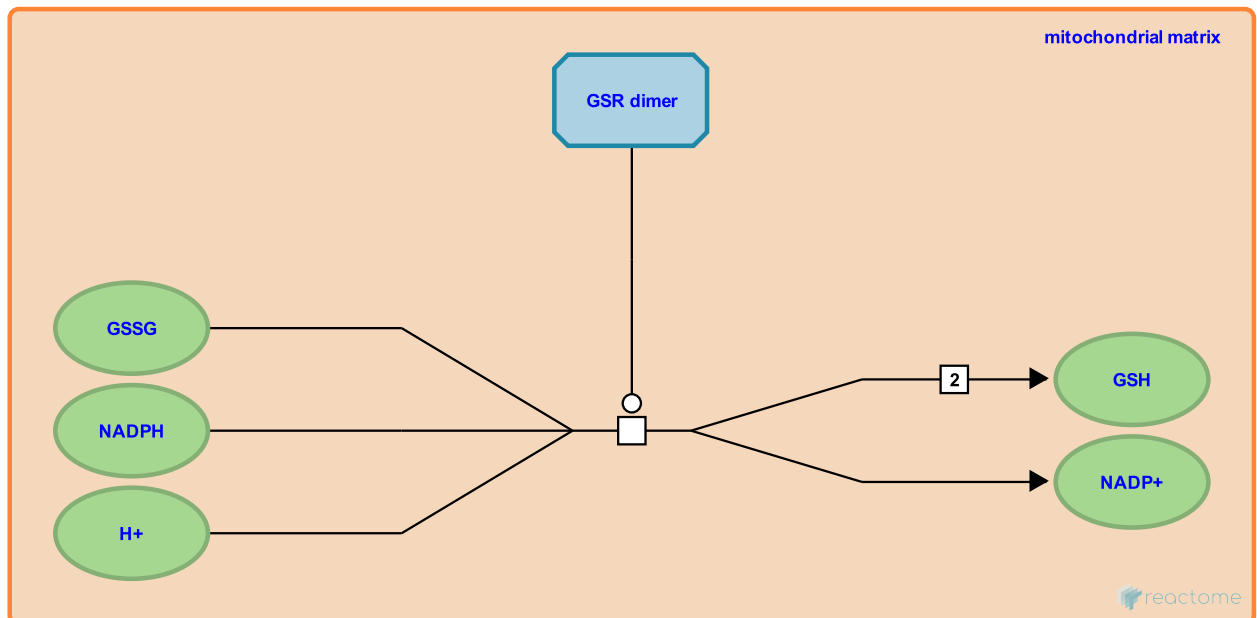 mitochondrial matrix
GSR dimer
GSSG
NADPH
H+
2
GSH
NADP+
reactome